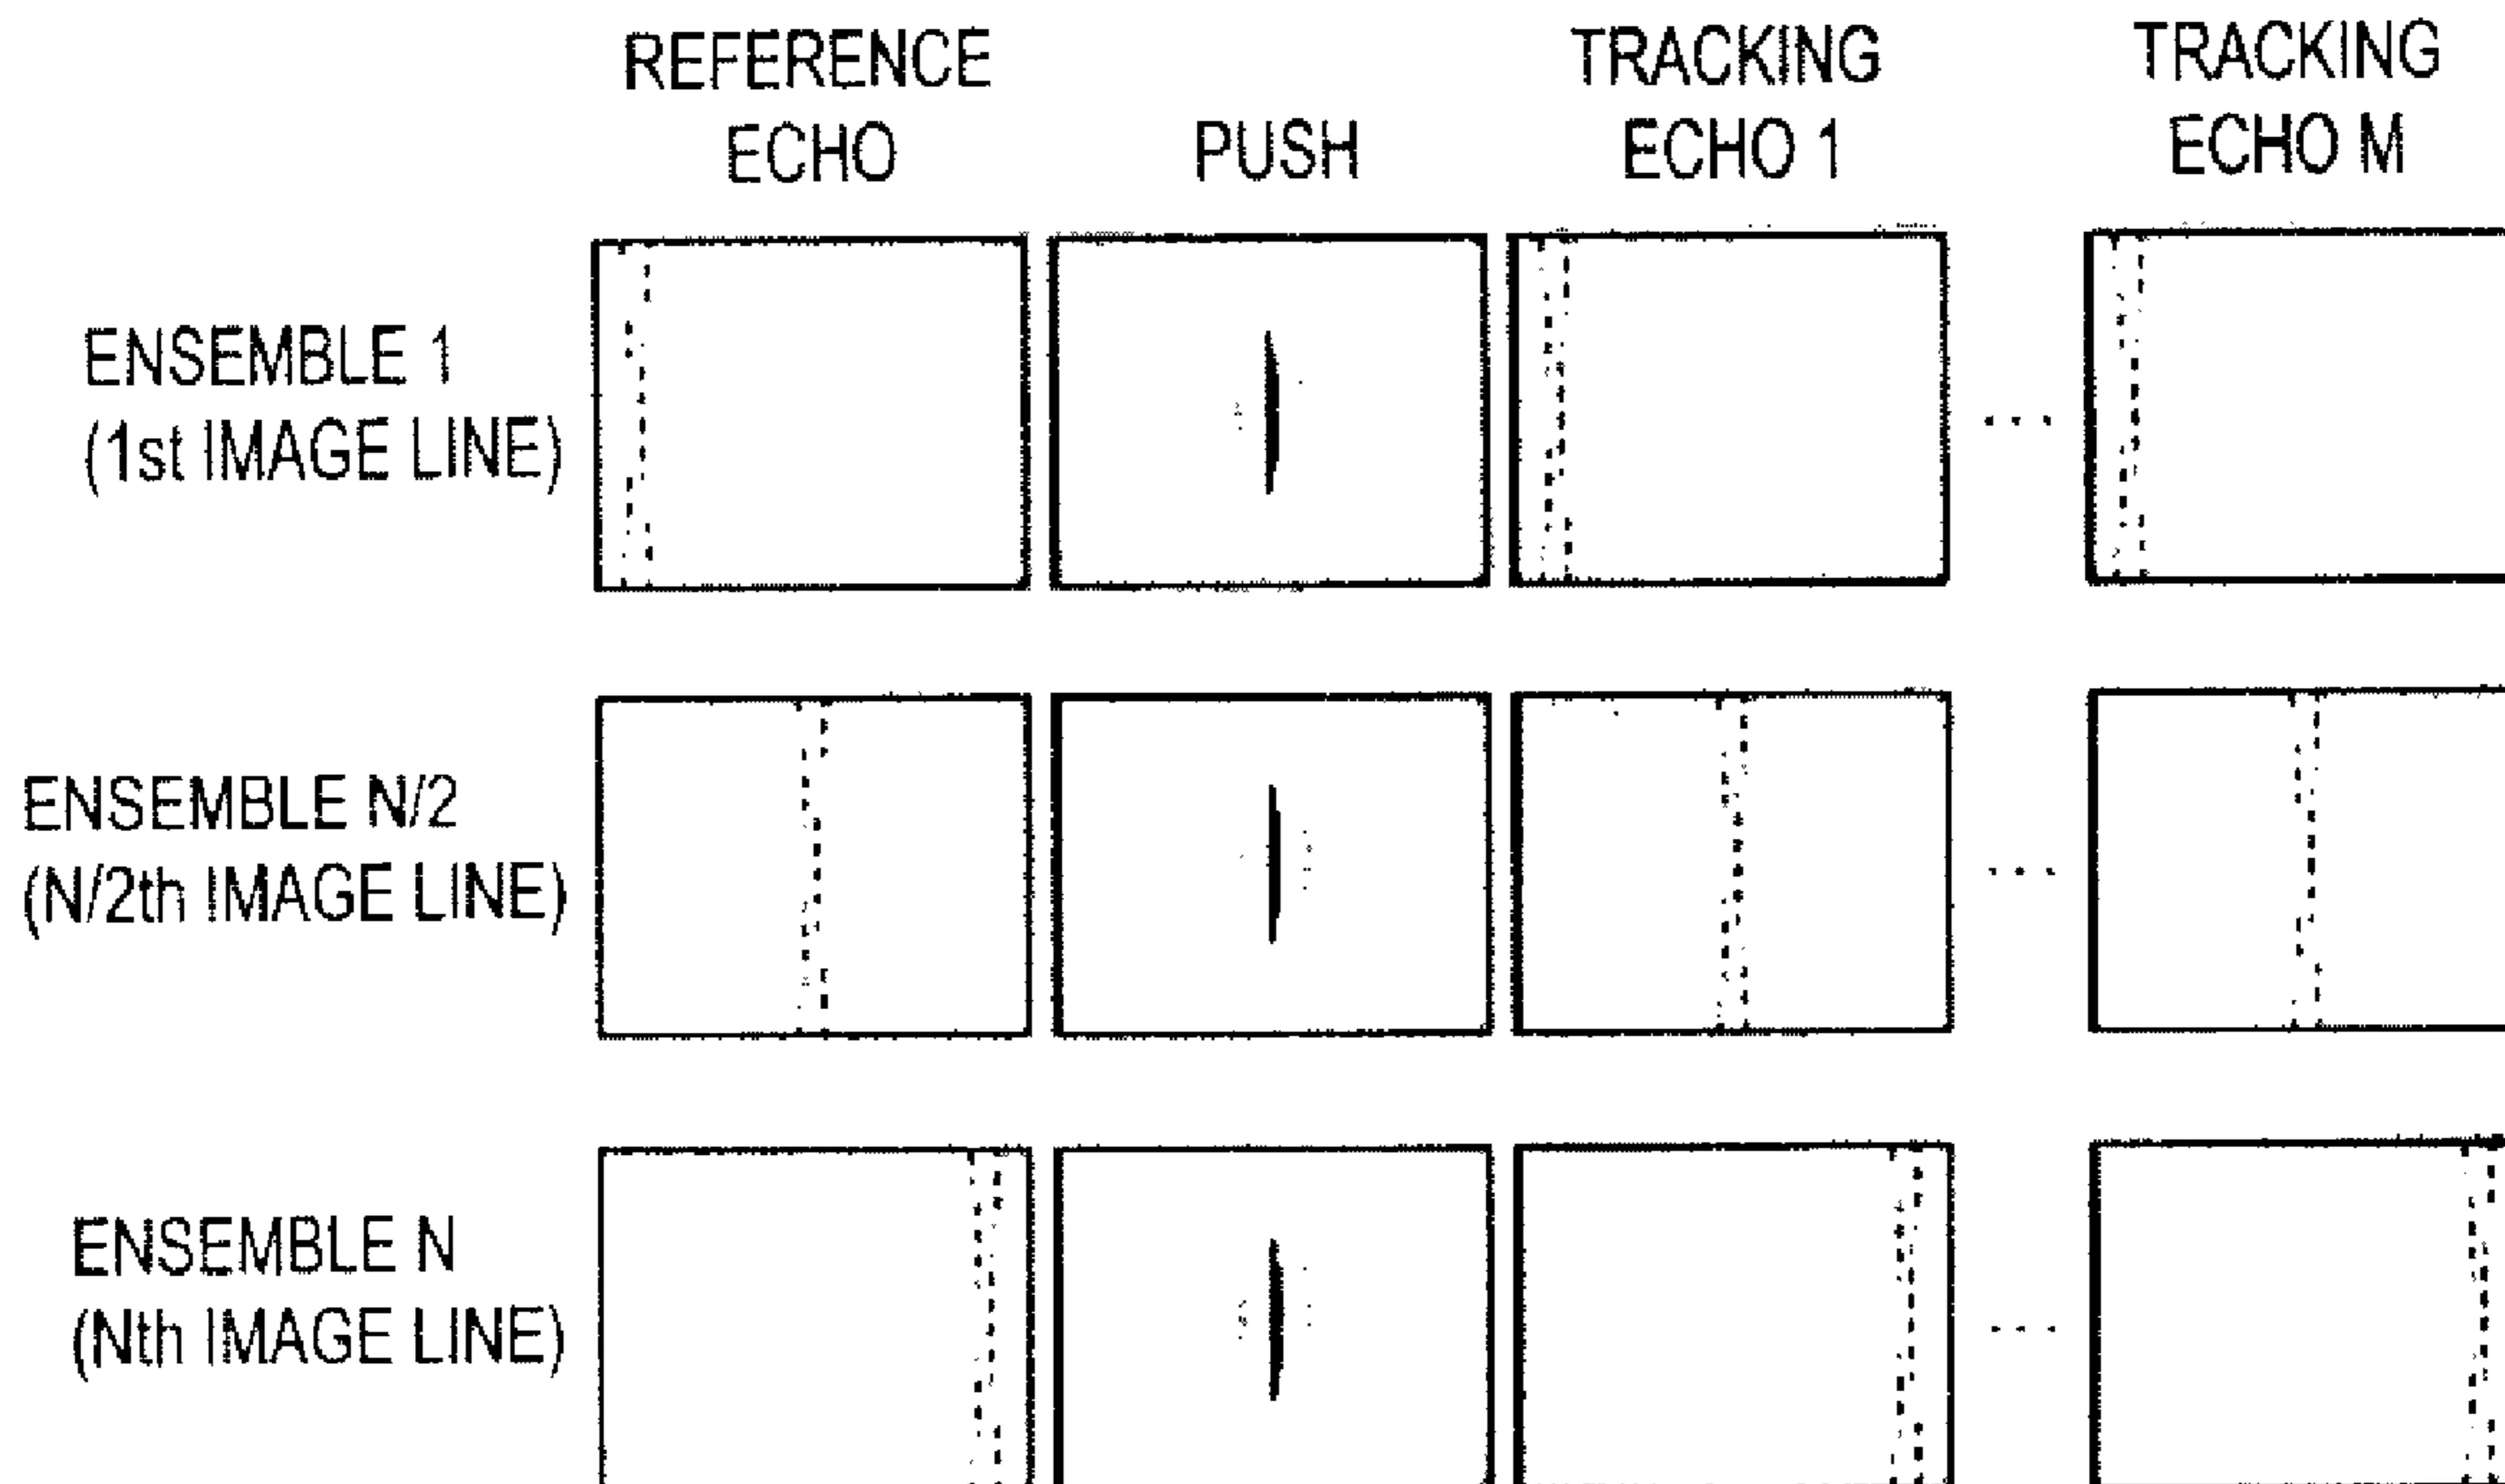 REFERENCE ECHO
PUSH
TRACKING ECHO 1
TRACKING ECHO M
ENSEMBLE 1
(1st IMAGE LINE)
...
ENSEMBLE N/2
(N/2th IMAGE LINE)
...
ENSEMBLE N
(Nth IMAGE LINE)
...